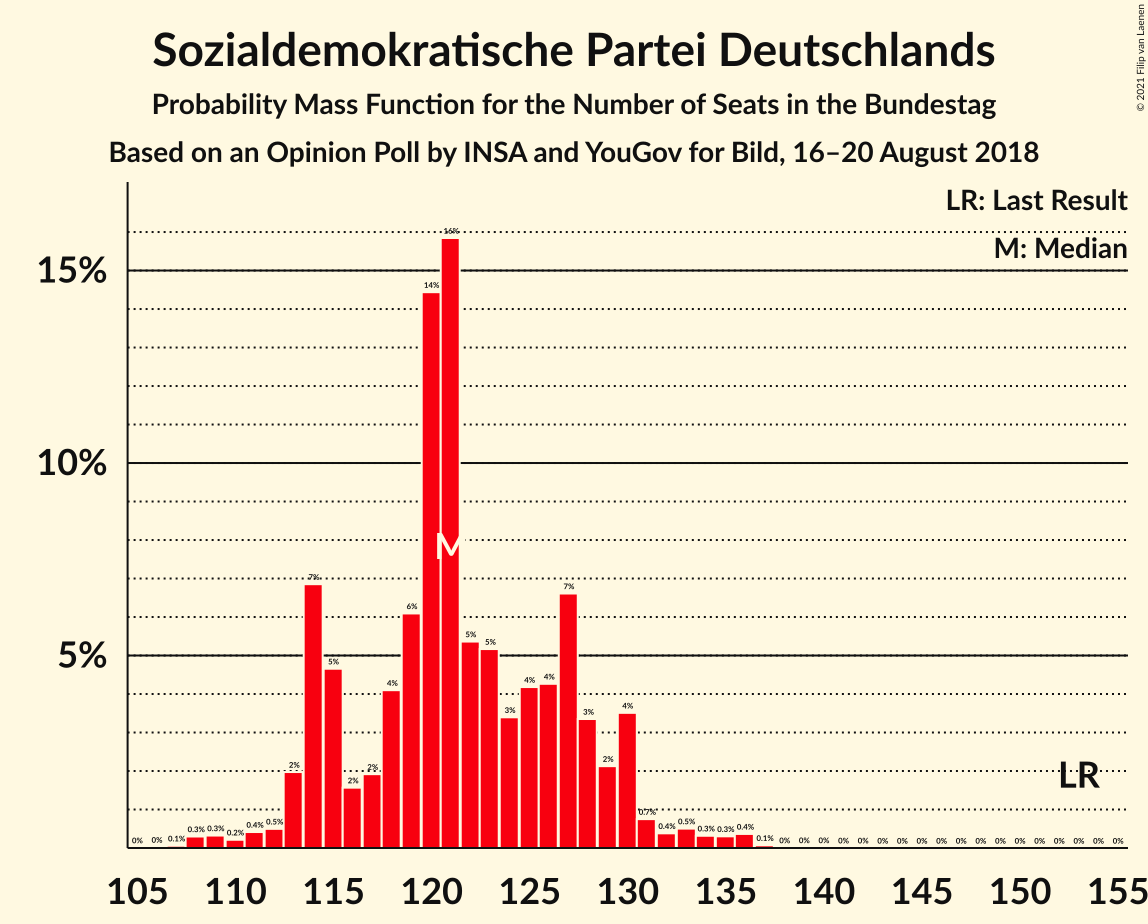 © 2021 Filip van Laenen
Sozialdemokratische Partei Deutschlands
Probability Mass Function for the Number of Seats in the Bundestag
Based on an Opinion Poll by INSA and YouGov for Bild, 16–20 August 2018
LR: Last Result
M: Median
15%
10%
5%
0% 0% 0.1% 0.3% 0.3% 0.2% 0.4% 0.5% 2% 7% 5% 2% 2% 4% 6% 14% 16% 5% 5% 3% 4% 4% 7% 3% 2% 4% 0.7% 0.4% 0.5% 0.3% 0.3% 0.4% 0.1% 0% 0% 0% 0% 0% 0% 0% 0% 0% 0% 0% 0% 0% 0% 0% 0% 0% 0%
M
LR
105 110 115 120 125 130 135 140 145 150 155